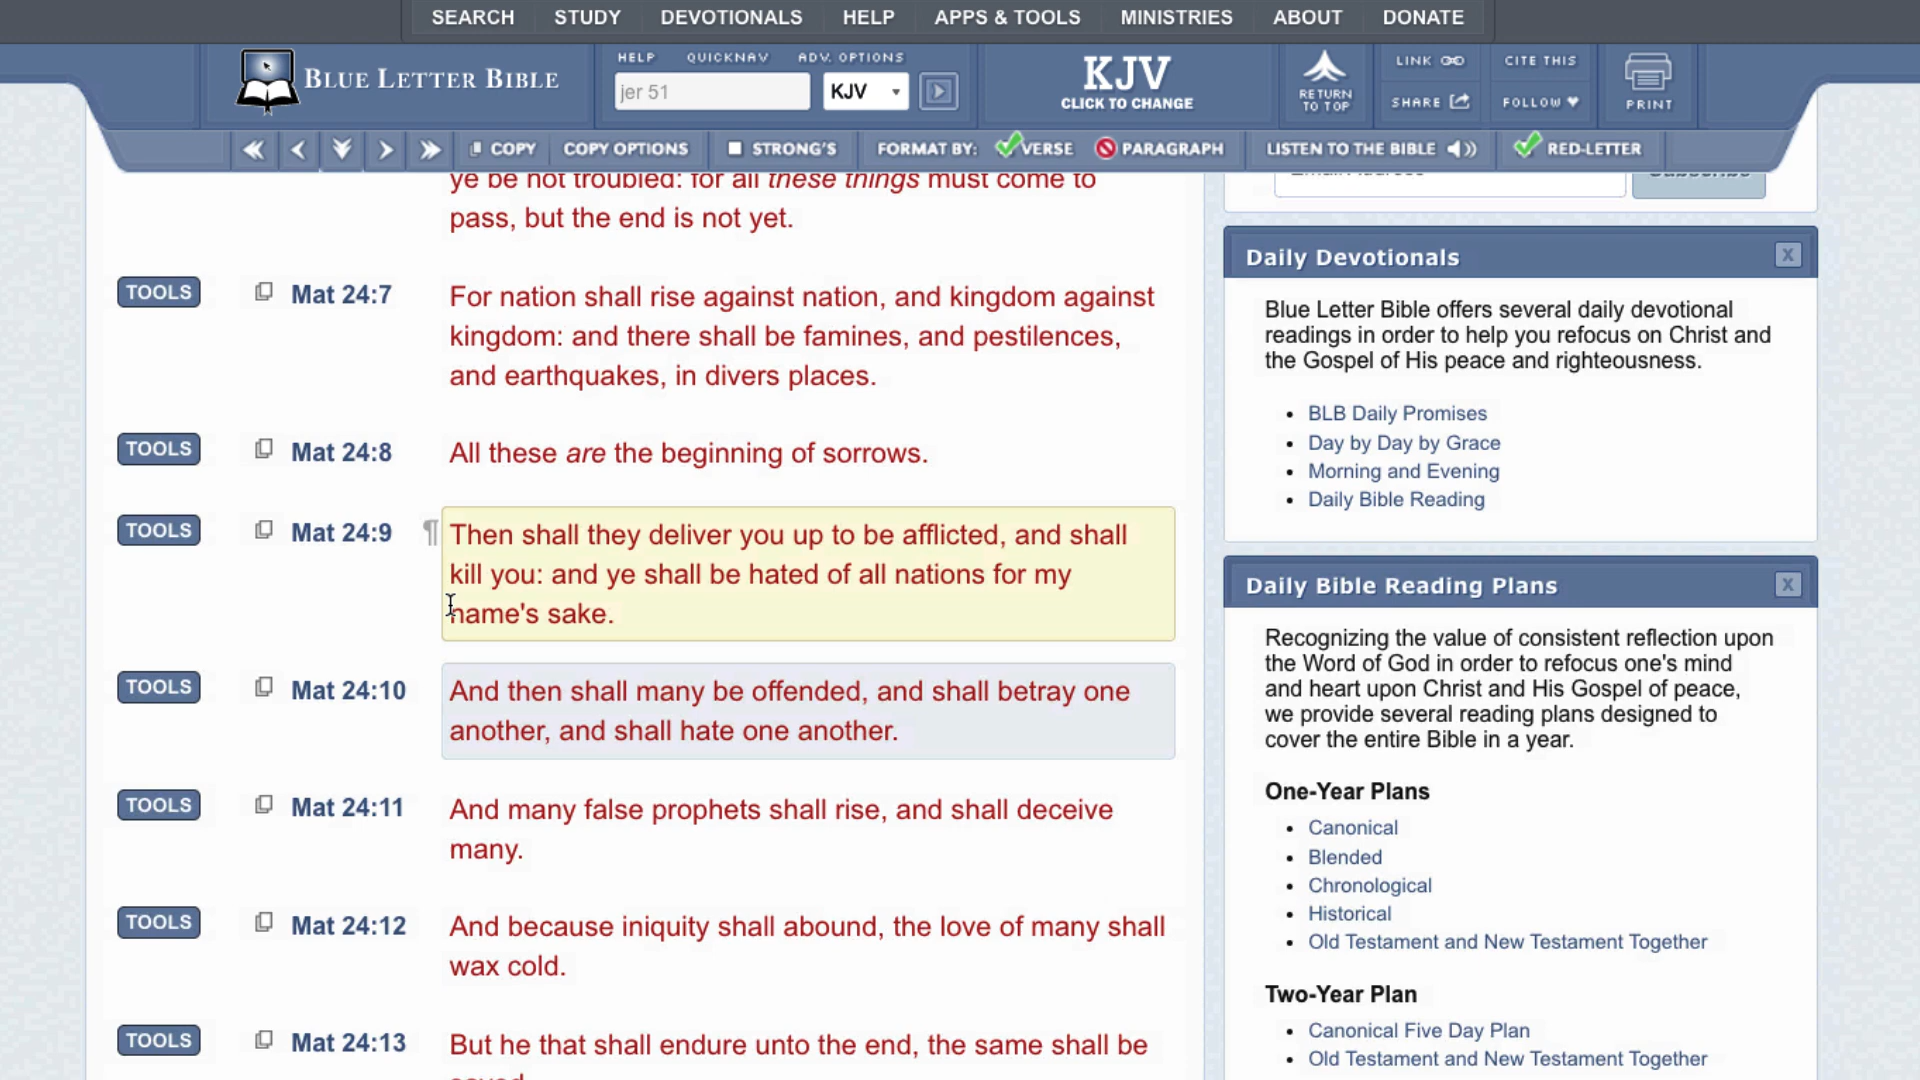 SEARCH STUDY DEVOTIONALS HELP APPS & TOOLS MINISTRIES ABOUT DONATE
BLUE LETTER BIBLE
HELP QUICKNAV ADV. OPTIONS
jer 51 KJV
KJV
CLICK TO CHANGE
RETURN
TO TOP
LINK
SHARE
CITE THIS
FOLLOW
PRINT
COPY COPY OPTIONS STRONG'S FORMAT BY: VERSE PARAGRAPH LISTEN TO THE BIBLE RED-LETTER
ye be not troubled: for all these things must come to
pass, but the end is not yet.
TOOLS Mat 24:7 For nation shall rise against nation, and kingdom against
kingdom: and there shall be famines, and pestilences,
and earthquakes, in divers places.
TOOLS Mat 24:8 All these are the beginning of sorrows.
TOOLS Mat 24:9 ¶ Then shall they deliver you up to be afflicted, and shall
kill you: and ye shall be hated of all nations for my
name's sake.
TOOLS Mat 24:10 And then shall many be offended, and shall betray one
another, and shall hate one another.
TOOLS Mat 24:11 And many false prophets shall rise, and shall deceive
many.
TOOLS Mat 24:12 And because iniquity shall abound, the love of many shall
wax cold.
TOOLS Mat 24:13 But he that shall endure unto the end, the same shall be
Daily Devotionals X
Blue Letter Bible offers several daily devotional
readings in order to help you refocus on Christ and
the Gospel of His peace and righteousness.
• BLB Daily Promises
• Day by Day by Grace
• Morning and Evening
• Daily Bible Reading
Daily Bible Reading Plans X
Recognizing the value of consistent reflection upon
the Word of God in order to refocus one's mind
and heart upon Christ and His Gospel of peace,
we provide several reading plans designed to
cover the entire Bible in a year.
One-Year Plans
• Canonical
• Blended
• Chronological
• Historical
• Old Testament and New Testament Together
Two-Year Plan
• Canonical Five Day Plan
• Old Testament and New Testament Together